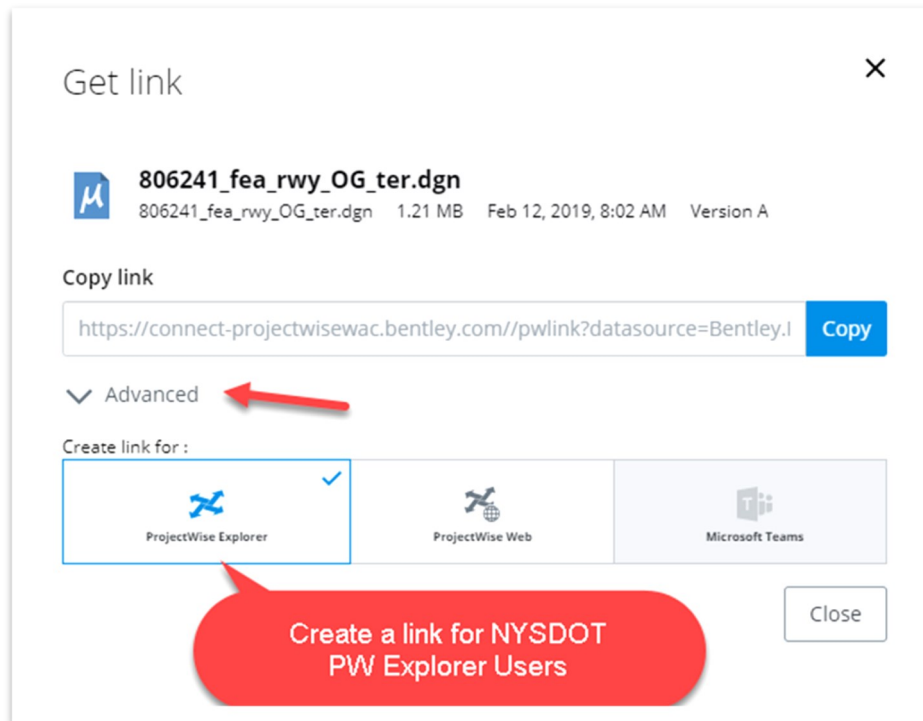 Get link
806241_fea_rwy_OG_ter.dgn
806241_fea_rwy_OG_ter.dgn 1.21 MB Feb 12, 2019, 8:02 AM Version A
Copy link
https://connect-projectwisewac.bentley.com//pwlink?datasource=Bentley.I Copy
Advanced
Create link for :
ProjectWise Explorer ProjectWise Web Microsoft Teams
Close
Create a link for NYSDOT
PW Explorer Users